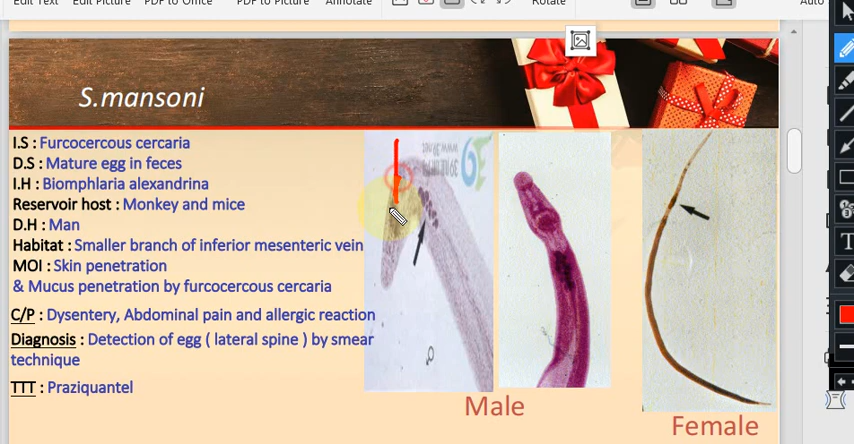 Edit Text Edit Picture PDF to Office PDF to Picture Annotate Rotate Auto
S.mansoni
I.S : Furcocercous cercaria
D.S : Mature egg in feces
I.H : Biomphlaria alexandrina
Reservoir host : Monkey and mice
D.H : Man
Habitat : Smaller branch of inferior mesenteric vein
MOI : Skin penetration
& Mucus penetration by furcocercous cercaria
C/P : Dysentery, Abdominal pain and allergic reaction
Diagnosis : Detection of egg ( lateral spine ) by smear
technique
TTT : Praziquantel
Male
Female